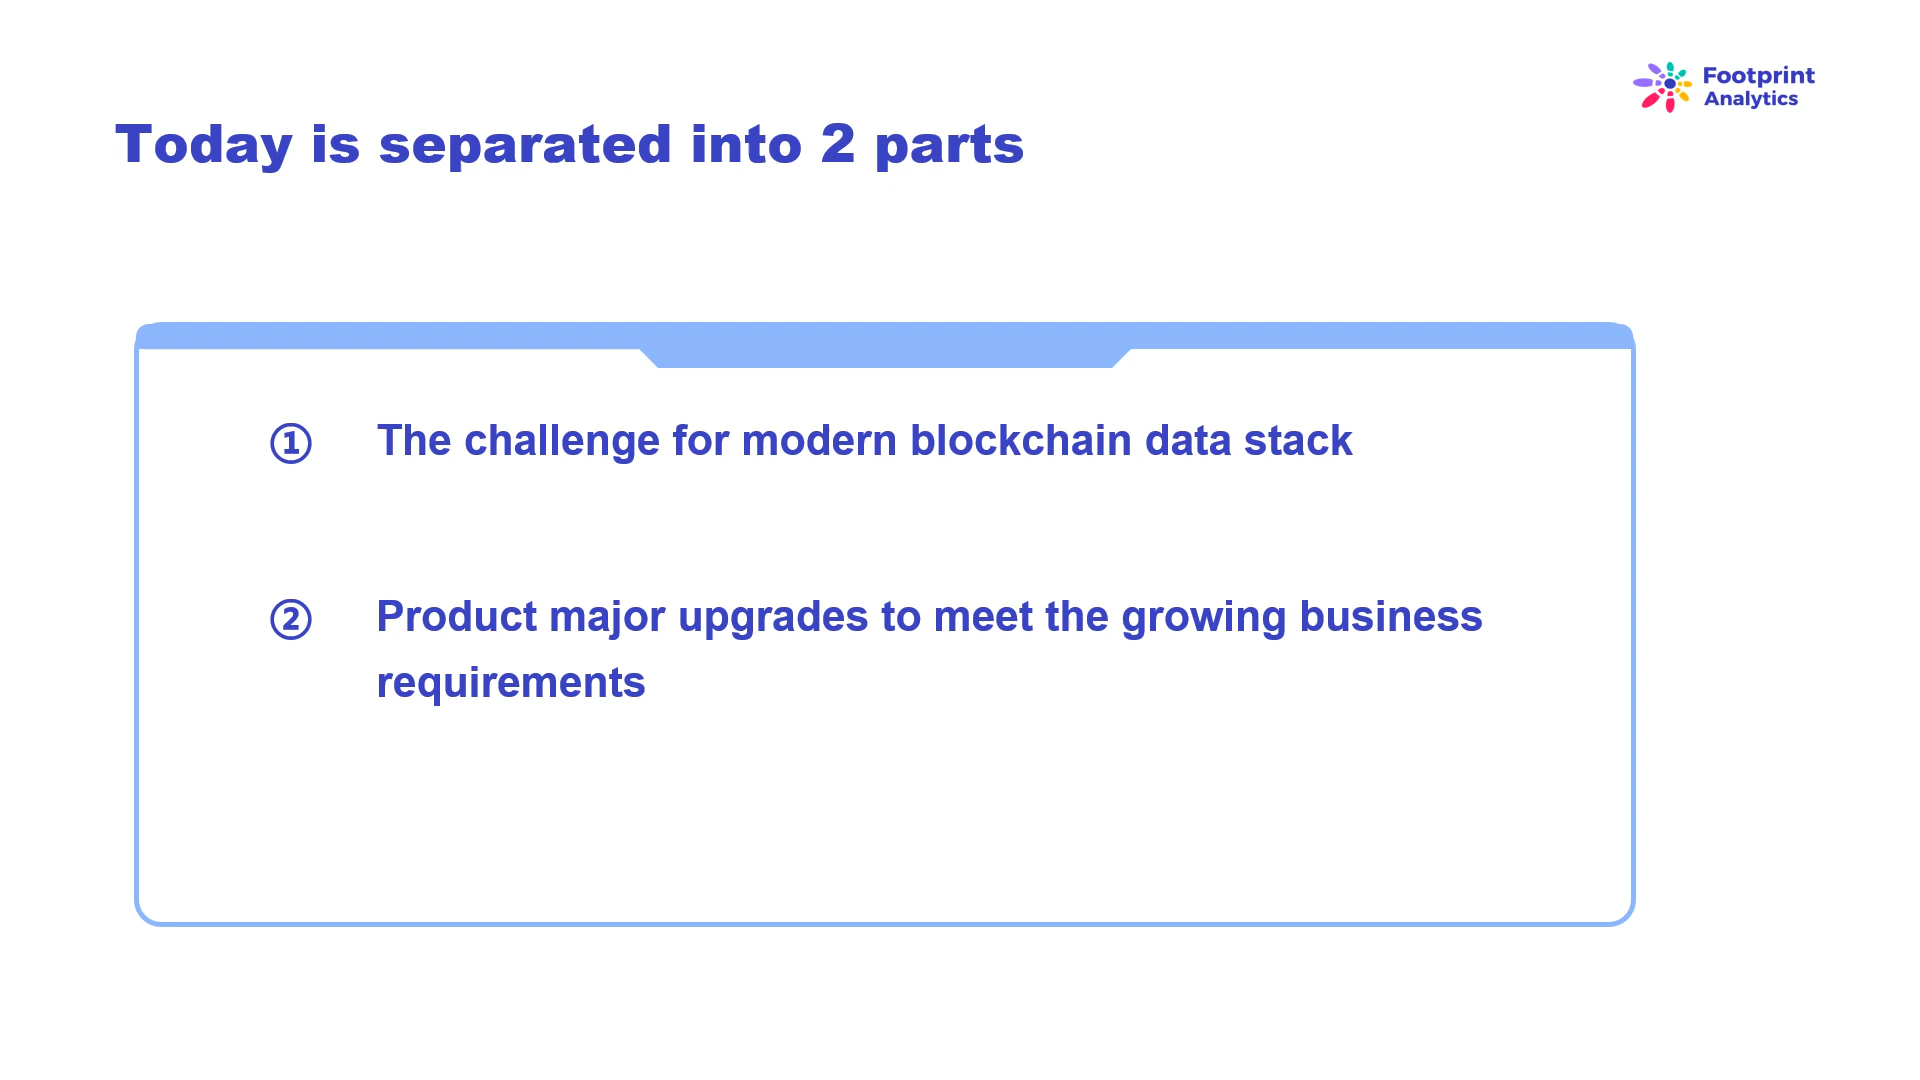 Footprint
Analytics
Today is separated into 2 parts
① The challenge for modern blockchain data stack
② Product major upgrades to meet the growing business
requirements